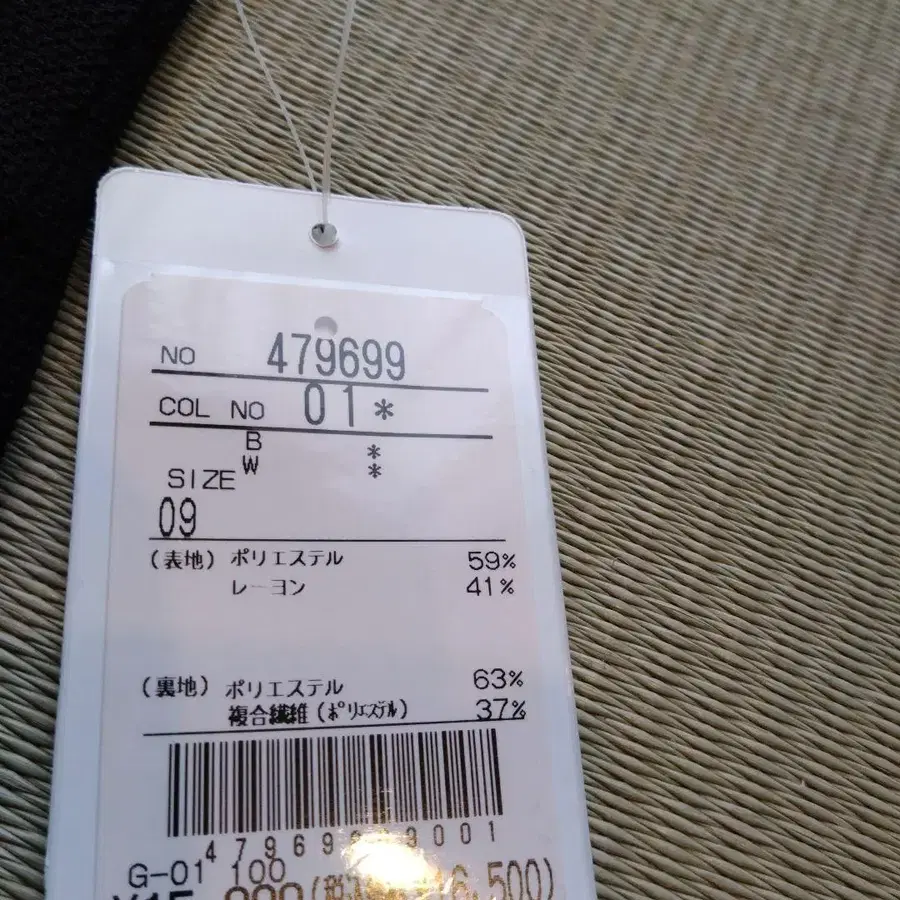 NO 479699
COL NO 01*
B *
W *
SIZE
09
(表地) ポリエステル 59%
レーヨン 41%
(裏地) ポリエステル 63%
複合繊維(ポリエステル) 37%
G-01 100